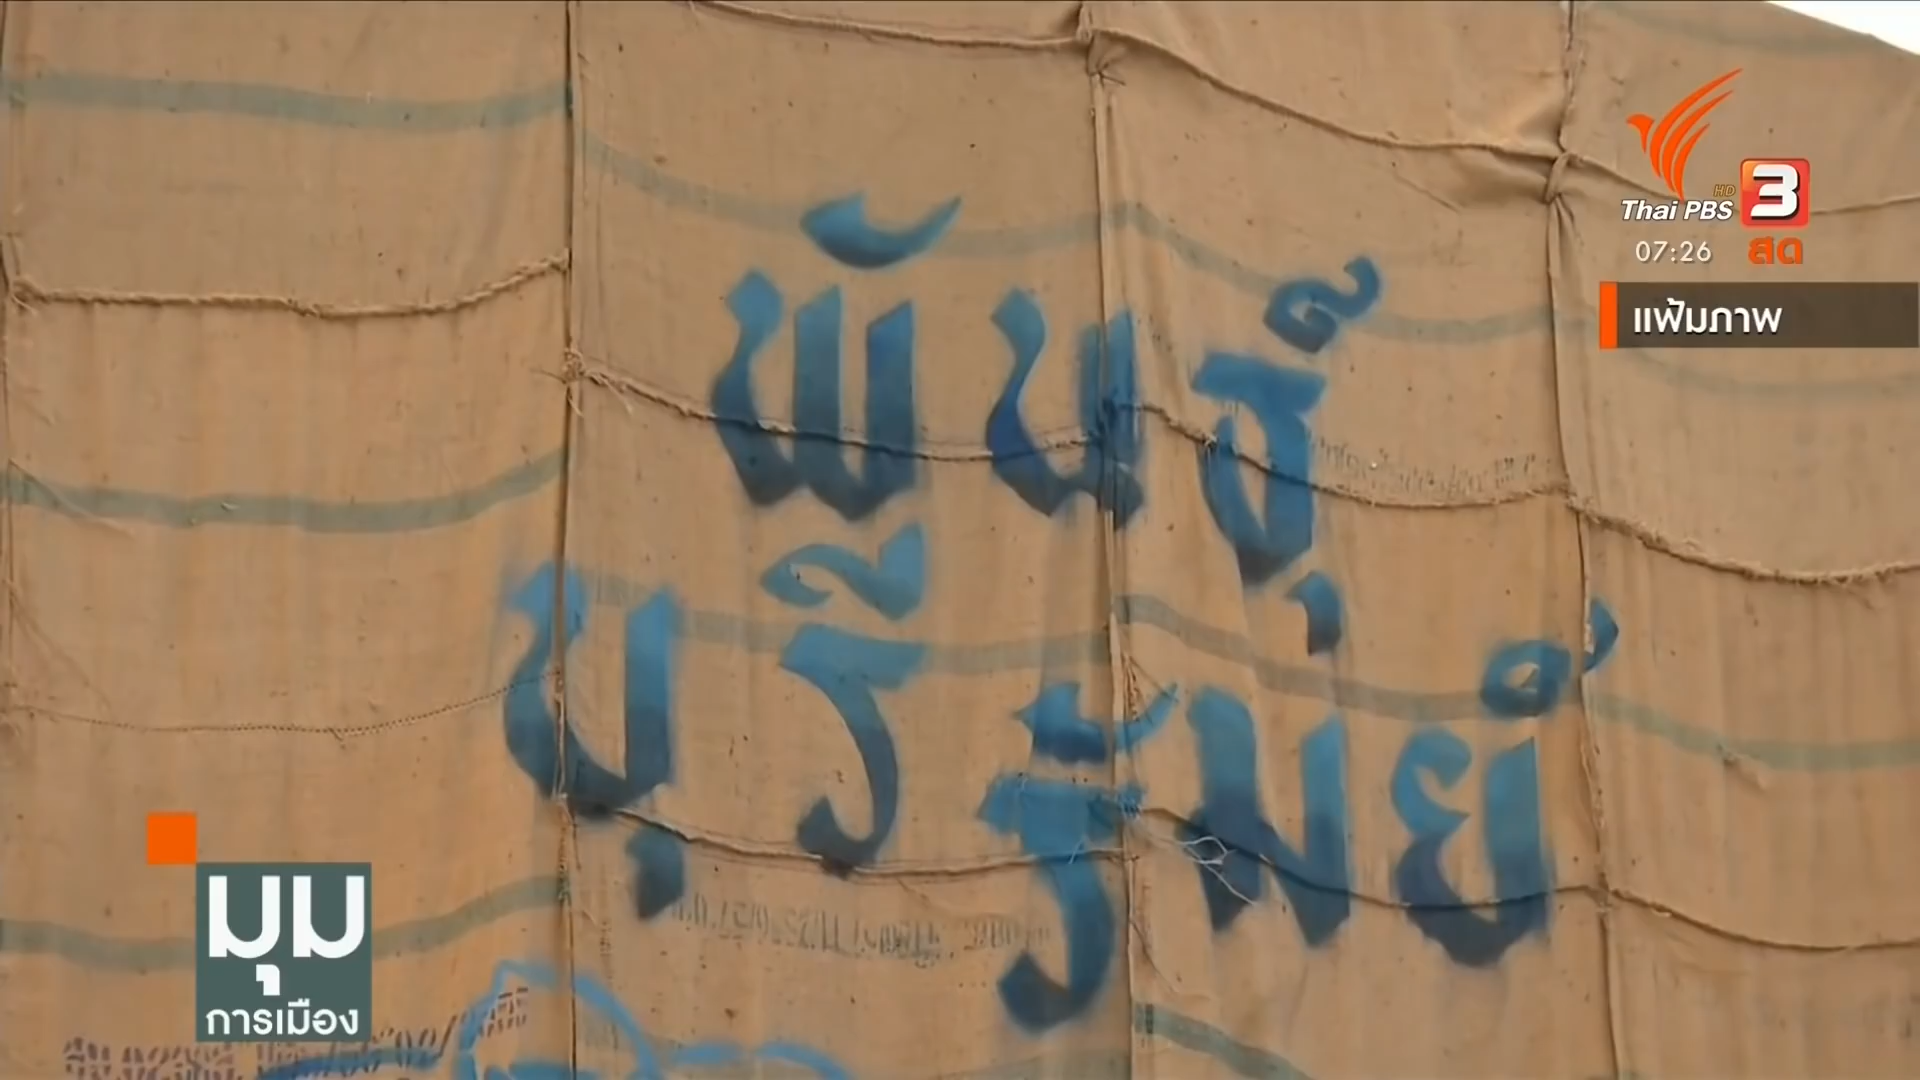 Thai PBS HD 3
07:26 สด
แฟ้มภาพ
พันธุ์
บุรีรัมย์
มุม
การเมือง